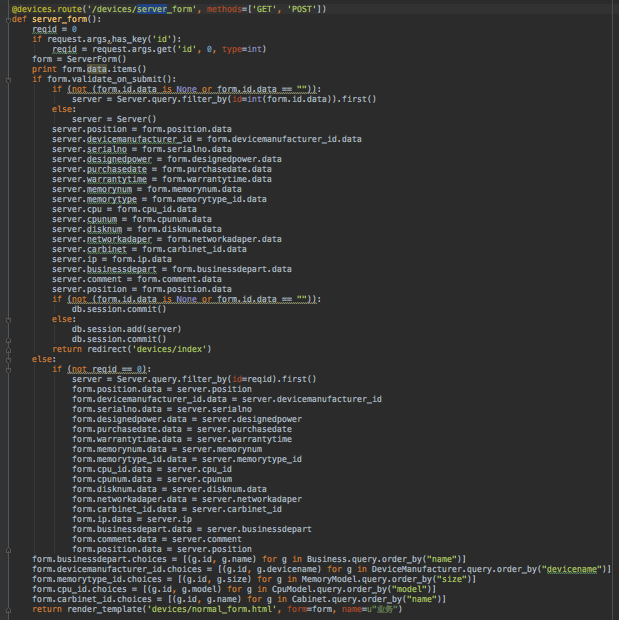 @devices.route('/devices/server_form', methods=['GET', 'POST'])
def server_form():
    reqid = 0
    if request.args.has_key('id'):
        reqid = request.args.get('id', 0, type=int)
    form = ServerForm()
    print form.data.items()
    if form.validate_on_submit():
        if (not (form.id.data is None or form.id.data == "")):
            server = Server.query.filter_by(id=int(form.id.data)).first()
        else:
            server = Server()
        server.position = form.position.data
        server.devicemanufacturer_id = form.devicemanufacturer_id.data
        server.serialno = form.serialno.data
        server.designedpower = form.designedpower.data
        server.purchasedate = form.purchasedate.data
        server.warrantytime = form.warrantytime.data
        server.memorynum = form.memorynum.data
        server.memorytype = form.memorytype_id.data
        server.cpu = form.cpu_id.data
        server.cpunum = form.cpunum.data
        server.disknum = form.disknum.data
        server.networkadaper = form.networkadaper.data
        server.carbinet = form.carbinet_id.data
        server.ip = form.ip.data
        server.businessdepart = form.businessdepart.data
        server.comment = form.comment.data
        server.position = form.position.data
        if (not (form.id.data is None or form.id.data == "")):
            db.session.commit()
        else:
            db.session.add(server)
            db.session.commit()
        return redirect('devices/index')
    else:
        if (not reqid == 0):
            server = Server.query.filter_by(id=reqid).first()
            form.position.data = server.position
            form.devicemanufacturer_id.data = server.devicemanufacturer_id
            form.serialno.data = server.serialno
            form.designedpower.data = server.designedpower
            form.purchasedate.data = server.purchasedate
            form.warrantytime.data = server.warrantytime
            form.memorynum.data = server.memorynum
            form.memorytype_id.data = server.memorytype_id
            form.cpu_id.data = server.cpu_id
            form.cpunum.data = server.cpunum
            form.disknum.data = server.disknum.data
            form.networkadaper.data = server.networkadaper
            form.carbinet_id.data = server.carbinet_id
            form.ip.data = server.ip
            form.businessdepart.data = server.businessdepart
            form.comment.data = server.comment
            form.position.data = server.position
    form.businessdepart.choices = [(g.id, g.name) for g in Business.query.order_by("name")]
    form.devicemanufacturer_id.choices = [(g.id, g.devicename) for g in DeviceManufacturer.query.order_by("devicename")]
    form.memorytype_id.choices = [(g.id, g.size) for g in MemoryModel.query.order_by("size")]
    form.cpu_id.choices = [(g.id, g.model) for g in CpuModel.query.order_by("model")]
    form.carbinet_id.choices = [(g.id, g.name) for g in Cabinet.query.order_by("name")]
    return render_template('devices/normal_form.html', form=form, name=u"业务")